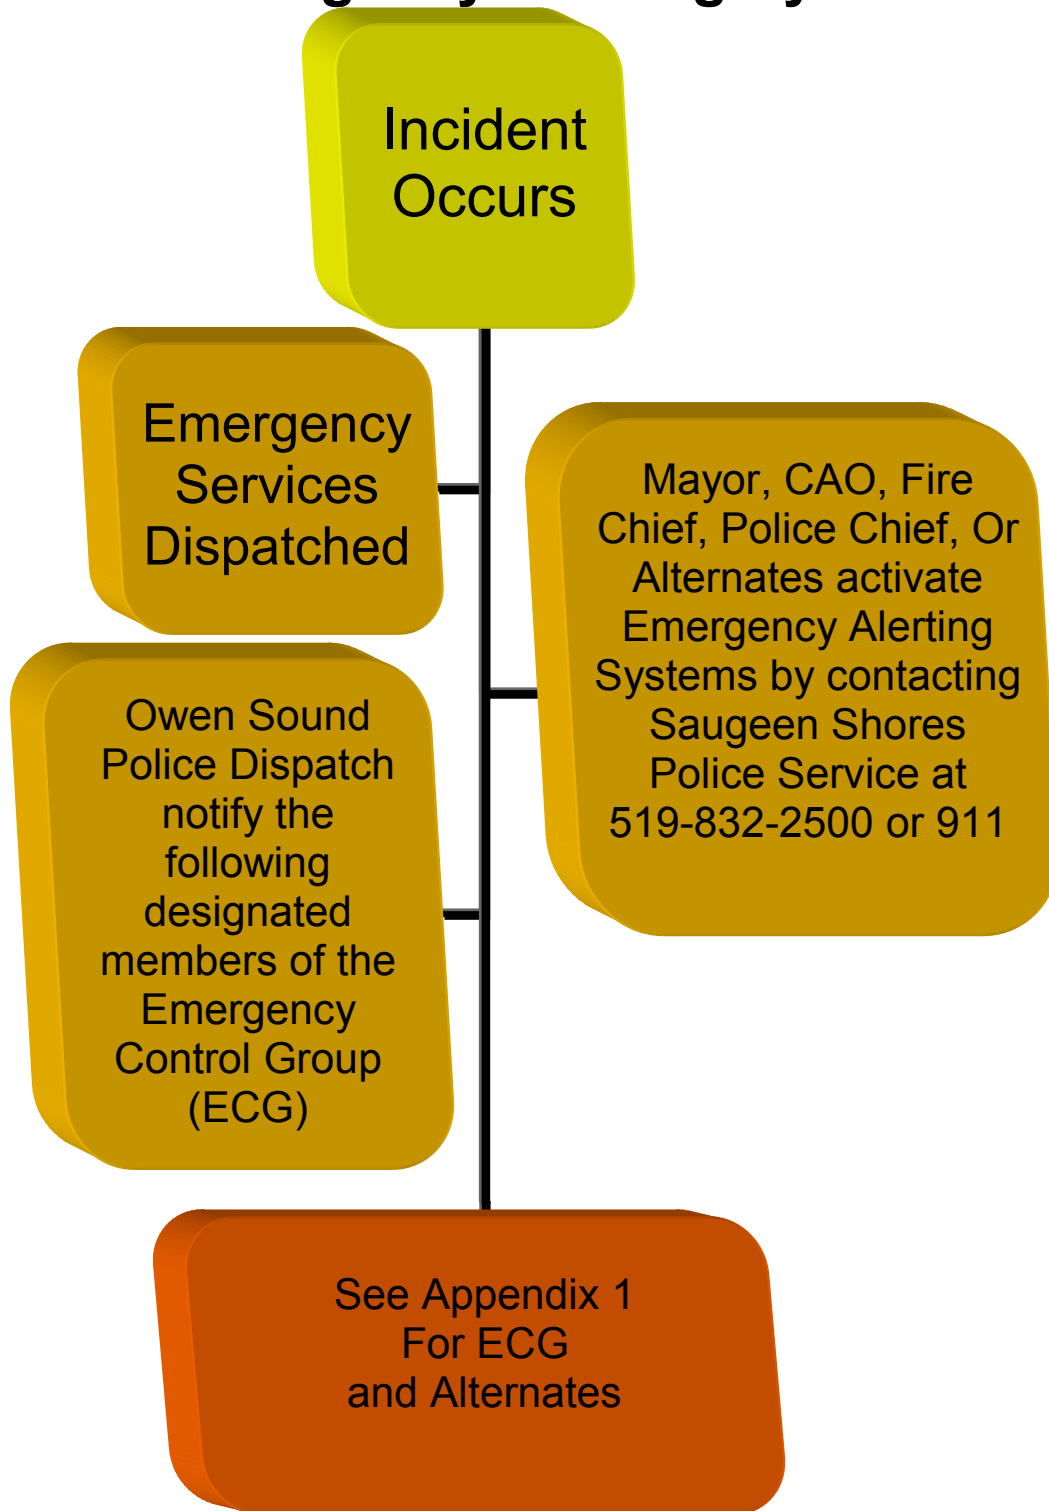 Incident
Occurs
Emergency
Services
Dispatched
Mayor, CAO, Fire
Chief, Police Chief, Or
Alternates activate
Emergency Alerting
Systems by contacting
Saugeen Shores
Police Service at
519-832-2500 or 911
Owen Sound
Police Dispatch
notify the
following
designated
members of the
Emergency
Control Group
(ECG)
See Appendix 1
For ECG
and Alternates